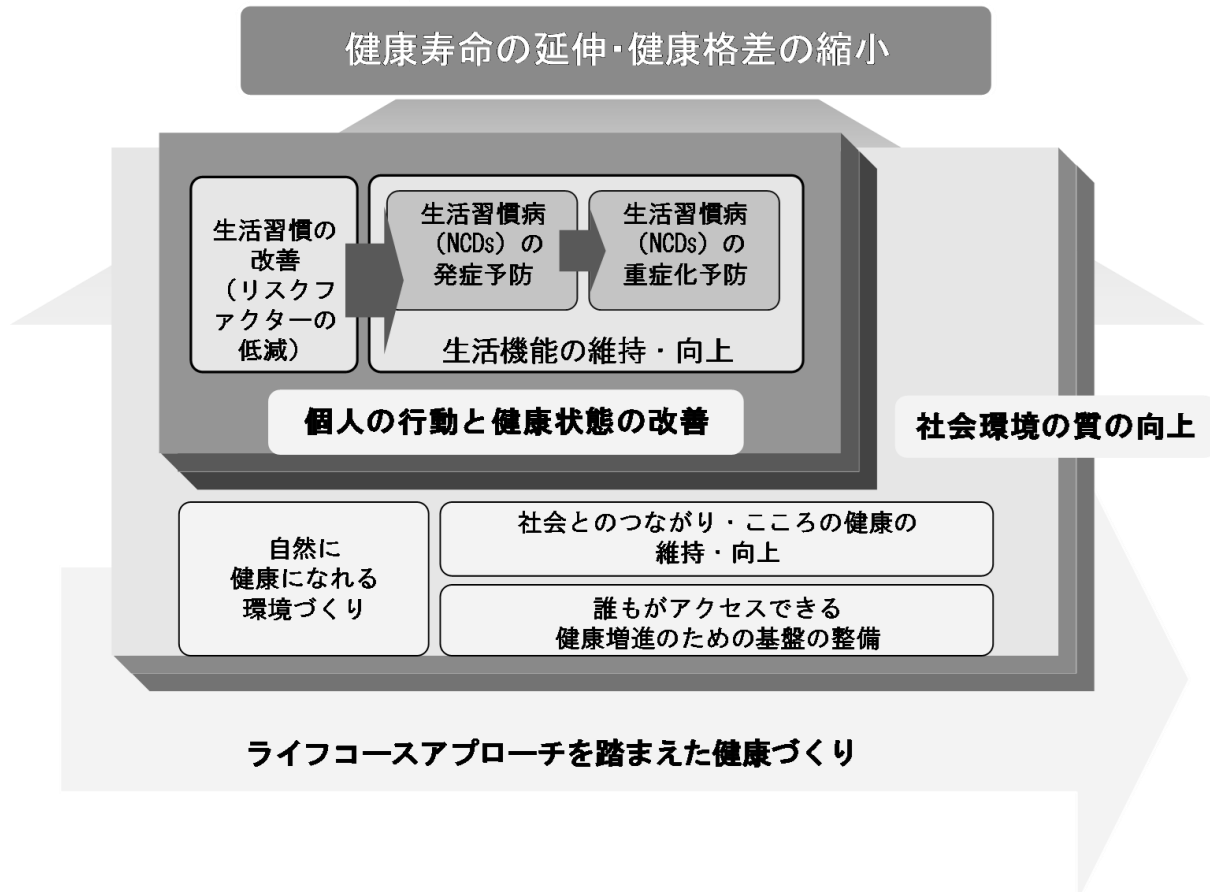 健康寿命の延伸・健康格差の縮小
生活習慣の
改善
（リスクフ
ァクターの
低減）
生活習慣病
（NCDs）の
発症予防
生活習慣病
（NCDs）の
重症化予防
生活機能の維持・向上
個人の行動と健康状態の改善
社会環境の質の向上
自然に
健康になれる
環境づくり
社会とのつながり・こころの健康の
維持・向上
誰もがアクセスできる
健康増進のための基盤の整備
ライフコースアプローチを踏まえた健康づくり